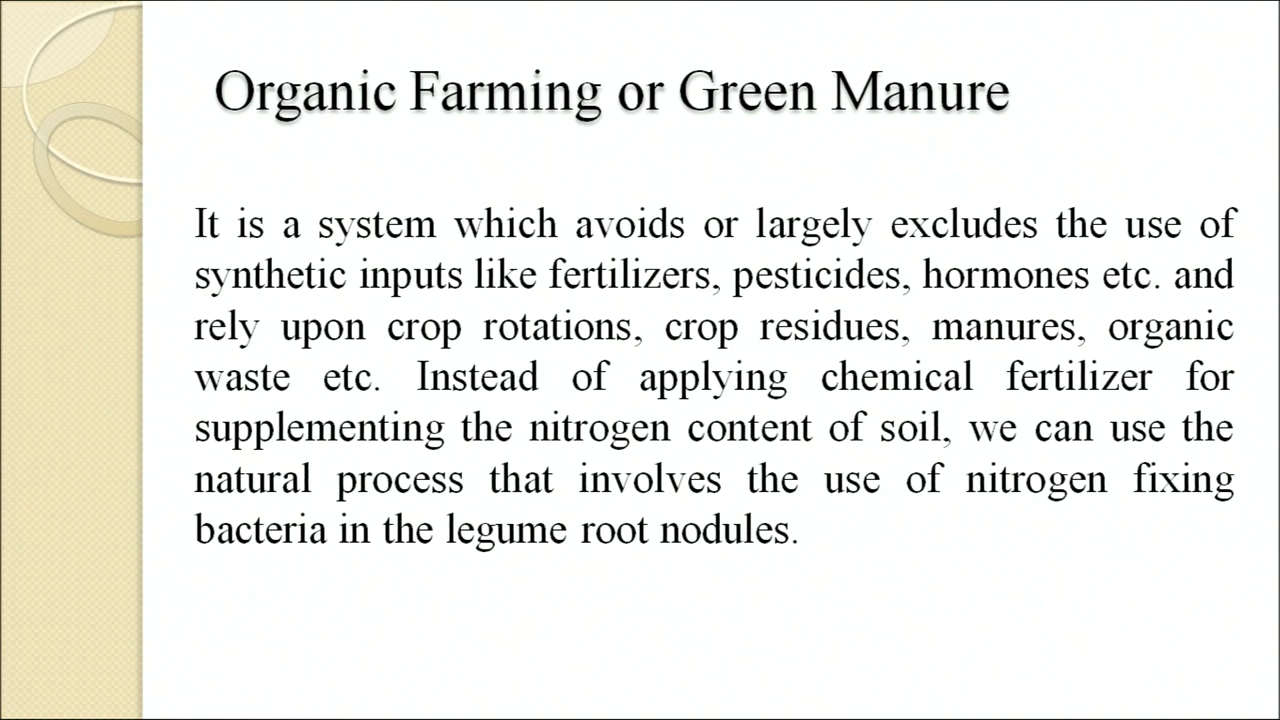 Organic Farming or Green Manure
It is a system which avoids or largely excludes the use of
synthetic inputs like fertilizers, pesticides, hormones etc. and
rely upon crop rotations, crop residues, manures, organic
waste etc. Instead of applying chemical fertilizer for
supplementing the nitrogen content of soil, we can use the
natural process that involves the use of nitrogen fixing
bacteria in the legume root nodules.